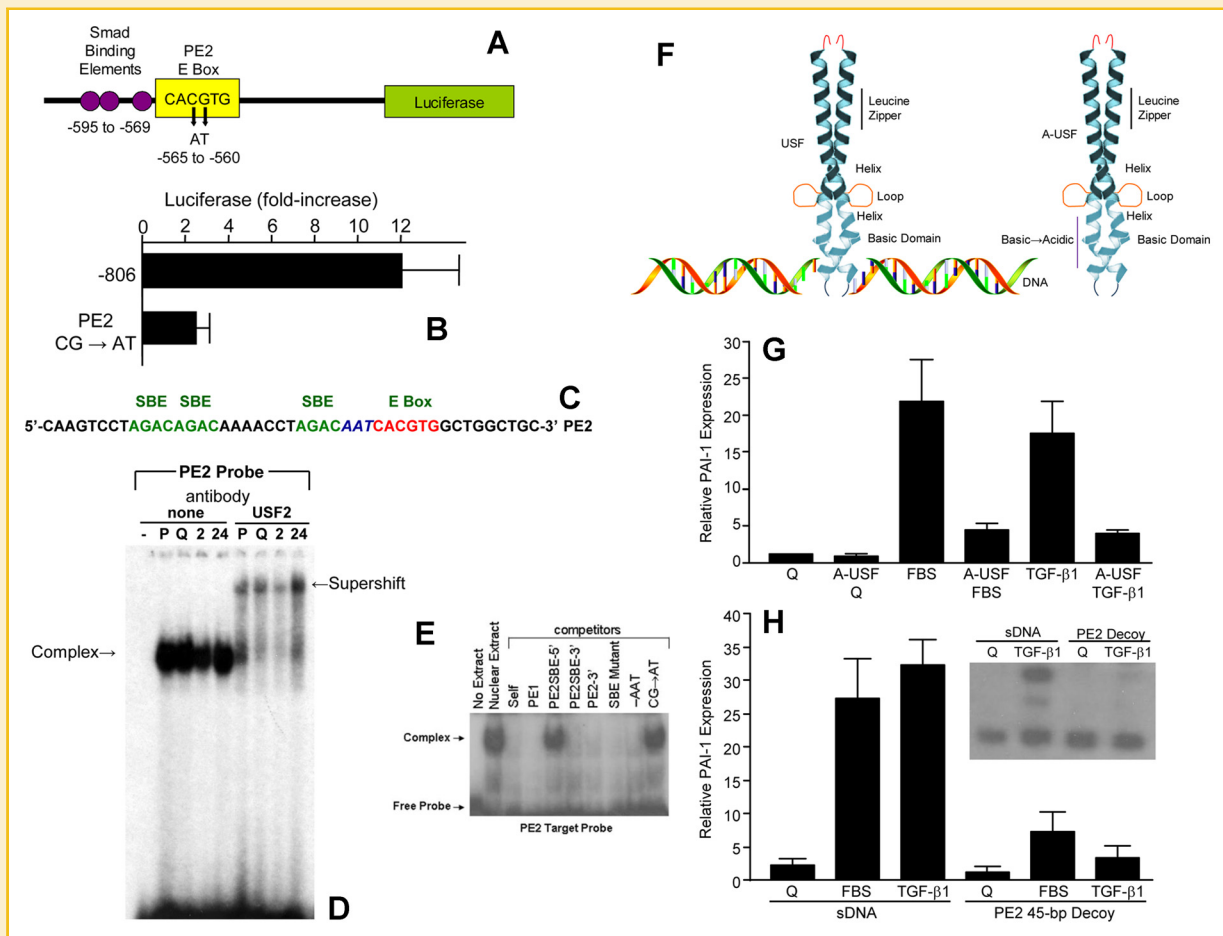 A
Smad
Binding
Elements
PE2
E Box
CACGTG
Luciferase
-595 to -569
AT
-565 to -560
Luciferase (fold-increase)
0 2 4 6 8 10 12
-806
PE2
CG → AT
B
C
SBE SBE SBE E Box
5’-CAAGTCCTAGACAGACAAAACCTAGACAATCACGTGGCTGGCTGC-3’ PE2
PE2 Probe
antibody
none USF2
- P Q 2 24 P Q 2 24
←Supershift
Complex→
D
E
competitors
No Extract
Nuclear Extract
Self
PE1
PE2SBE-5'
PE2SBE-3'
PE2-3'
SBE Mutant
–AAT
CG→AT
Complex →
Free Probe →
PE2 Target Probe
F
USF
Leucine
Zipper
Helix
Loop
Helix
Basic Domain
DNA
A-USF
Leucine
Zipper
Helix
Loop
Helix
Basic→Acidic
Basic Domain
G
Relative PAI-1 Expression
30
25
20
15
10
5
0
Q
A-USF
Q
FBS
A-USF
FBS
TGF-β1
A-USF
TGF-β1
H
Relative PAI-1 Expression
40
35
30
25
20
15
10
5
0
sDNA PE2 Decoy
Q TGF-β1 Q TGF-β1
Q FBS TGF-β1 Q FBS TGF-β1
sDNA PE2 45-bp Decoy